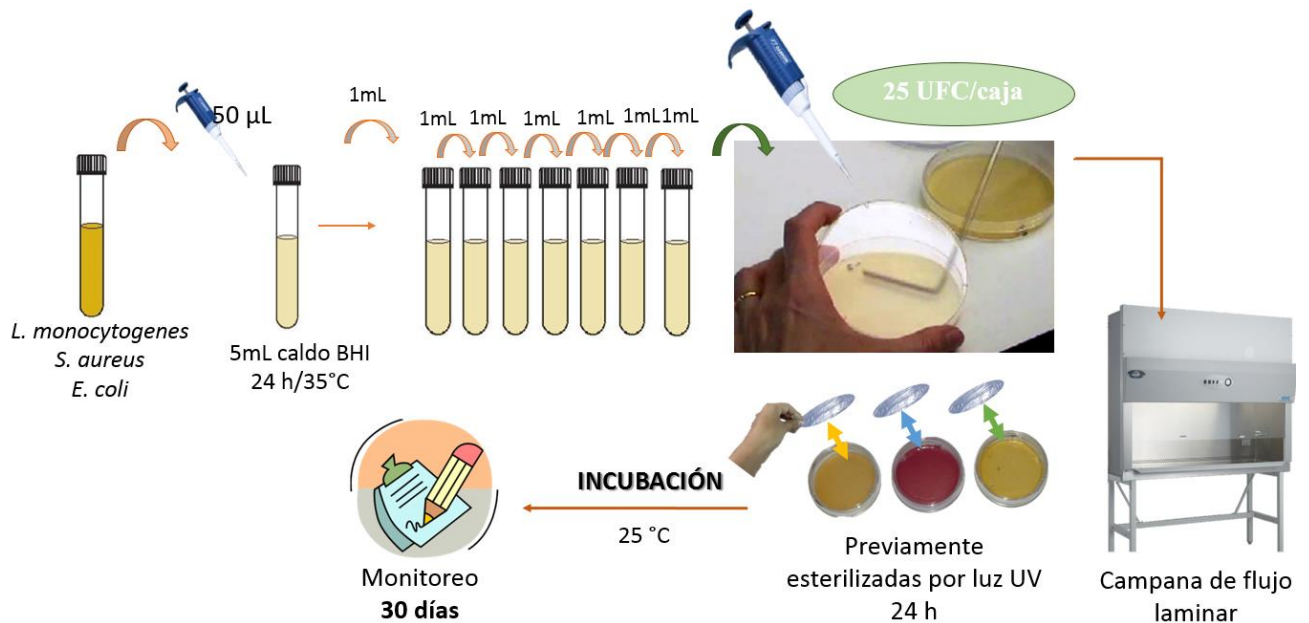 50 µL
1mL
1mL
1mL
1mL
1mL
1mL
1mL
25 UFC/caja
L. monocytogenes
S. aureus
E. coli
5mL caldo BHI
24 h/35°C
INCUBACIÓN
25 °C
Monitoreo
30 días
Previamente
esterilizadas por luz UV
24 h
Campana de flujo
laminar